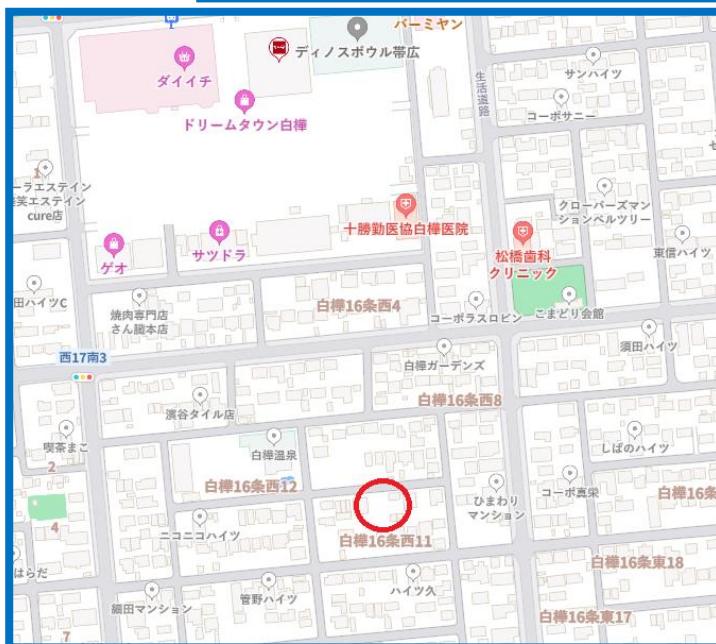 バーミヤン
ディノスボウル帯広
ダイイチ
ドリームタウン白樺
生活道路
サンハイツ
コーポサニー
1
ーラエステイン
美笑エステイン
cure店
クローバーズマン
ションベルツリー
十勝勤医協白樺医院
松橋歯科
クリニック
東信ハイツ
ゲオ
サツドラ
田ハイツC
焼肉専門店
さん騰本店
白樺16条西4
コーポラスロビン
こまどり会館
西17南3
白樺ガーデンズ
須田ハイツ
濱谷タイル店
白樺16条西8
喫茶まこ
白樺温泉
しばのハイツ
2
白樺16条西12
ひまわり
マンション
コーポ真栄
白樺16条
4
ニコニコハイツ
白樺16条西11
はらだ
白樺16条東18
細田マンション
菅野ハイツ
ハイツ久
白樺16条東17
7